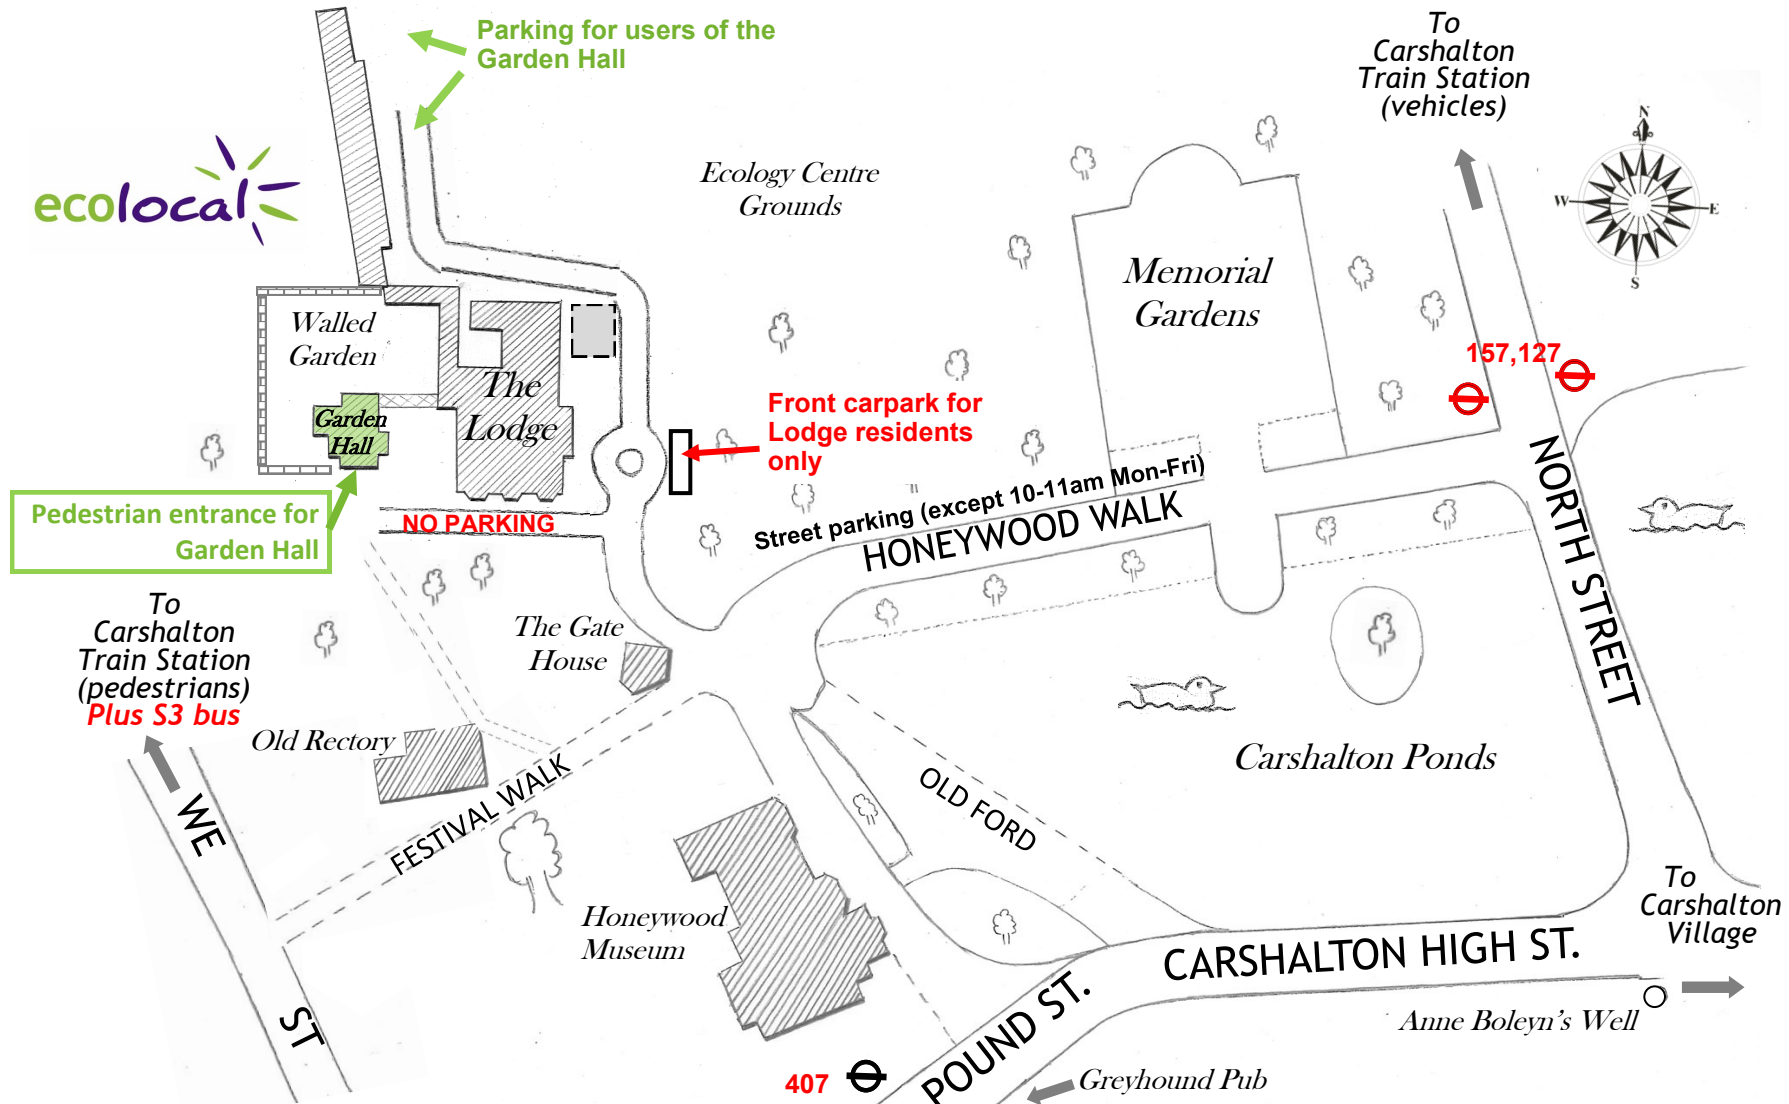 Parking for users of the
Garden Hall
To
Carshalton
Train Station
(vehicles)
ecolocal
Ecology Centre
Grounds
N
W
E
S
Memorial
Gardens
Walled
Garden
The
Lodge
Garden
Hall
157,127
Front carpark for
Lodge residents
only
Pedestrian entrance for
Garden Hall
NO PARKING
Street parking (except 10-11am Mon-Fri)
HONEYWOOD WALK
NORTH STREET
To
Carshalton
Train Station
(pedestrians)
Plus S3 bus
The Gate
House
Old Rectory
FESTIVAL WALK
WE
ST
OLD FORD
Carshalton Ponds
Honeywood
Museum
To
Carshalton
Village
CARSHALTON HIGH ST.
POUND ST.
Anne Boleyn's Well
407
Greyhound Pub